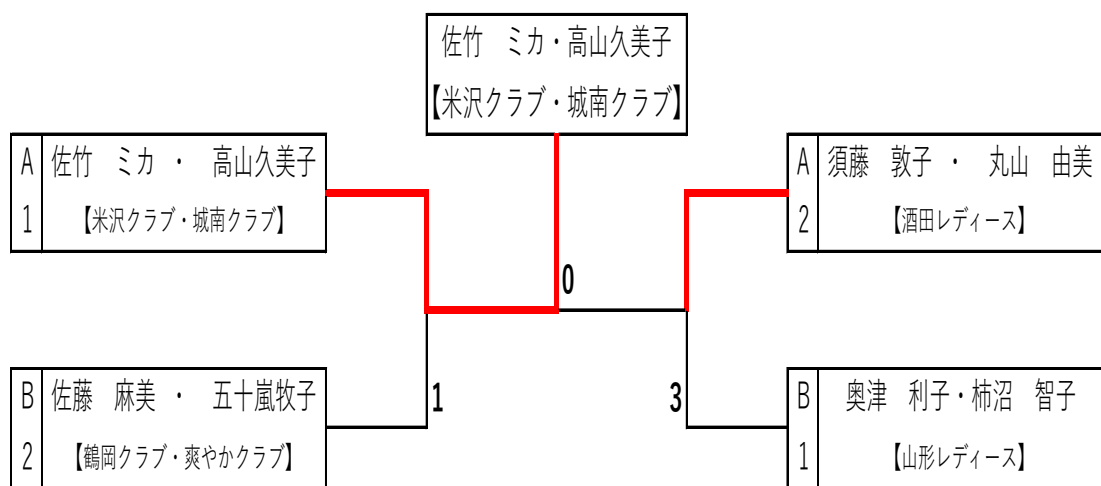 佐竹　ミカ・高山久美子
【米沢クラブ・城南クラブ】
A 佐竹　ミカ ・ 高山久美子
1 【米沢クラブ・城南クラブ】
A 須藤　敦子 ・ 丸山　由美
2 【酒田レディース】
0
B 佐藤　麻美 ・ 五十嵐牧子
2 【鶴岡クラブ・爽やかクラブ】
1
3
B 奥津　利子・柿沼　智子
1 【山形レディース】